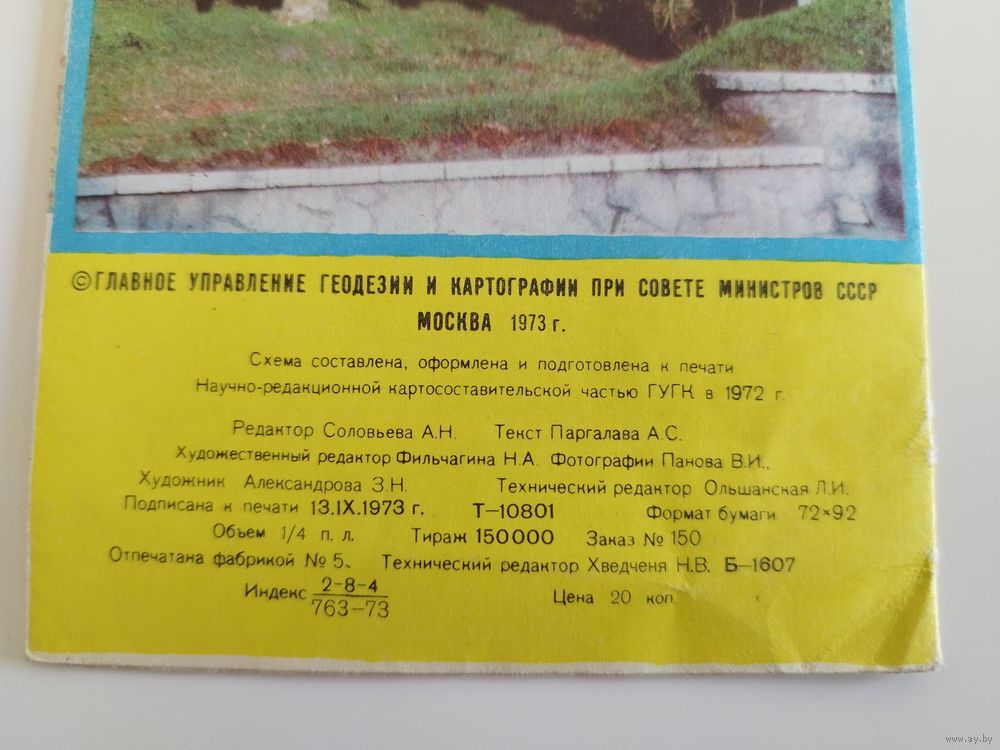 ©ГЛАВНОЕ УПРАВЛЕНИЕ ГЕОДЕЗИИ И КАРТОГРАФИИ ПРИ СОВЕТЕ МИНИСТРОВ СССР
МОСКВА 1973 г.
Схема составлена, оформлена и подготовлена к печати
Научно-редакционной картосоставительской частью ГУГК в 1972 г.
Редактор Соловьева А.Н. Текст Паргалава А.С.
Художественный редактор Фильчагина Н.А. Фотографии Панова В.И.,
Художник Александрова З.Н. Технический редактор Ольшанская Л.И.
Подписана к печати 13.IX.1973 г. Т-10801 Формат бумаги 72×92
Объем 1/4 п. л. Тираж 150000 Заказ № 150
Отпечатана фабрикой № 5. Технический редактор Хведченя Н.В. Б-1607
Индекс 2-8-4
763-73 Цена 20 коп.
www.ay.by